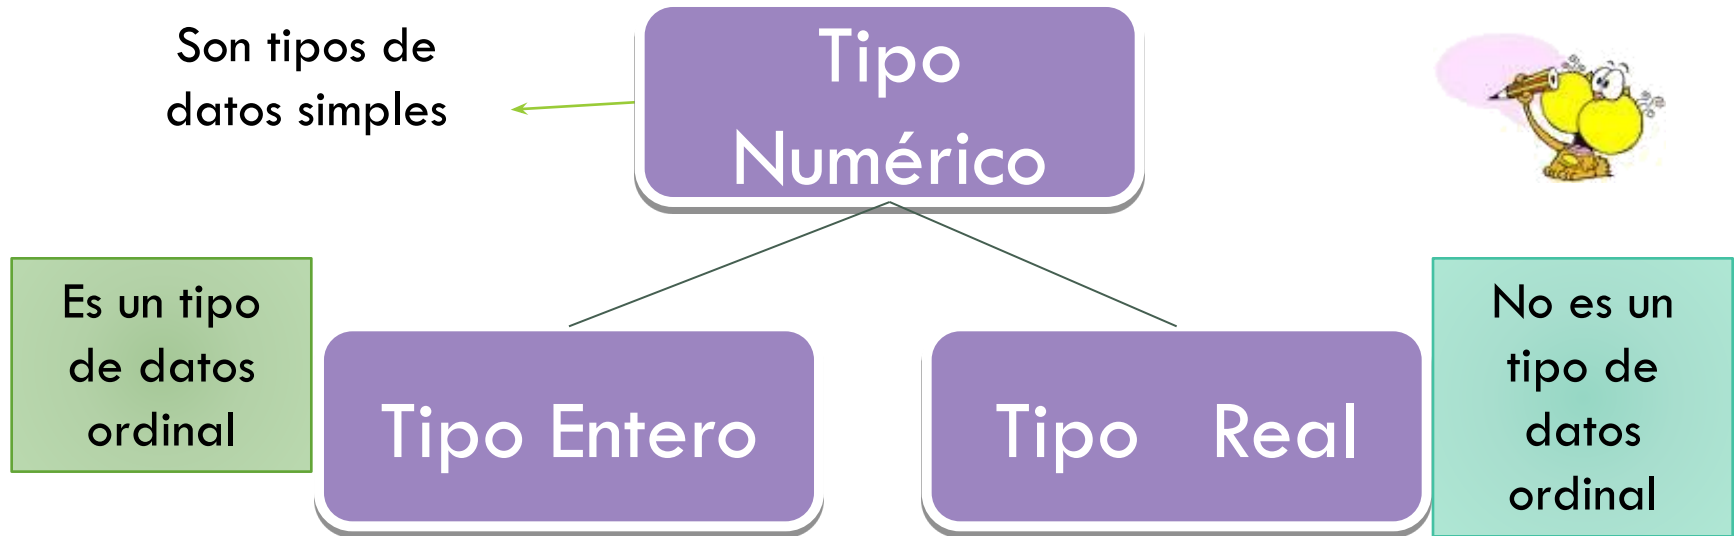 Son tipos de
datos simples
Tipo
Numérico
Es un tipo
de datos
ordinal
Tipo Entero
Tipo Real
No es un
tipo de
datos
ordinal